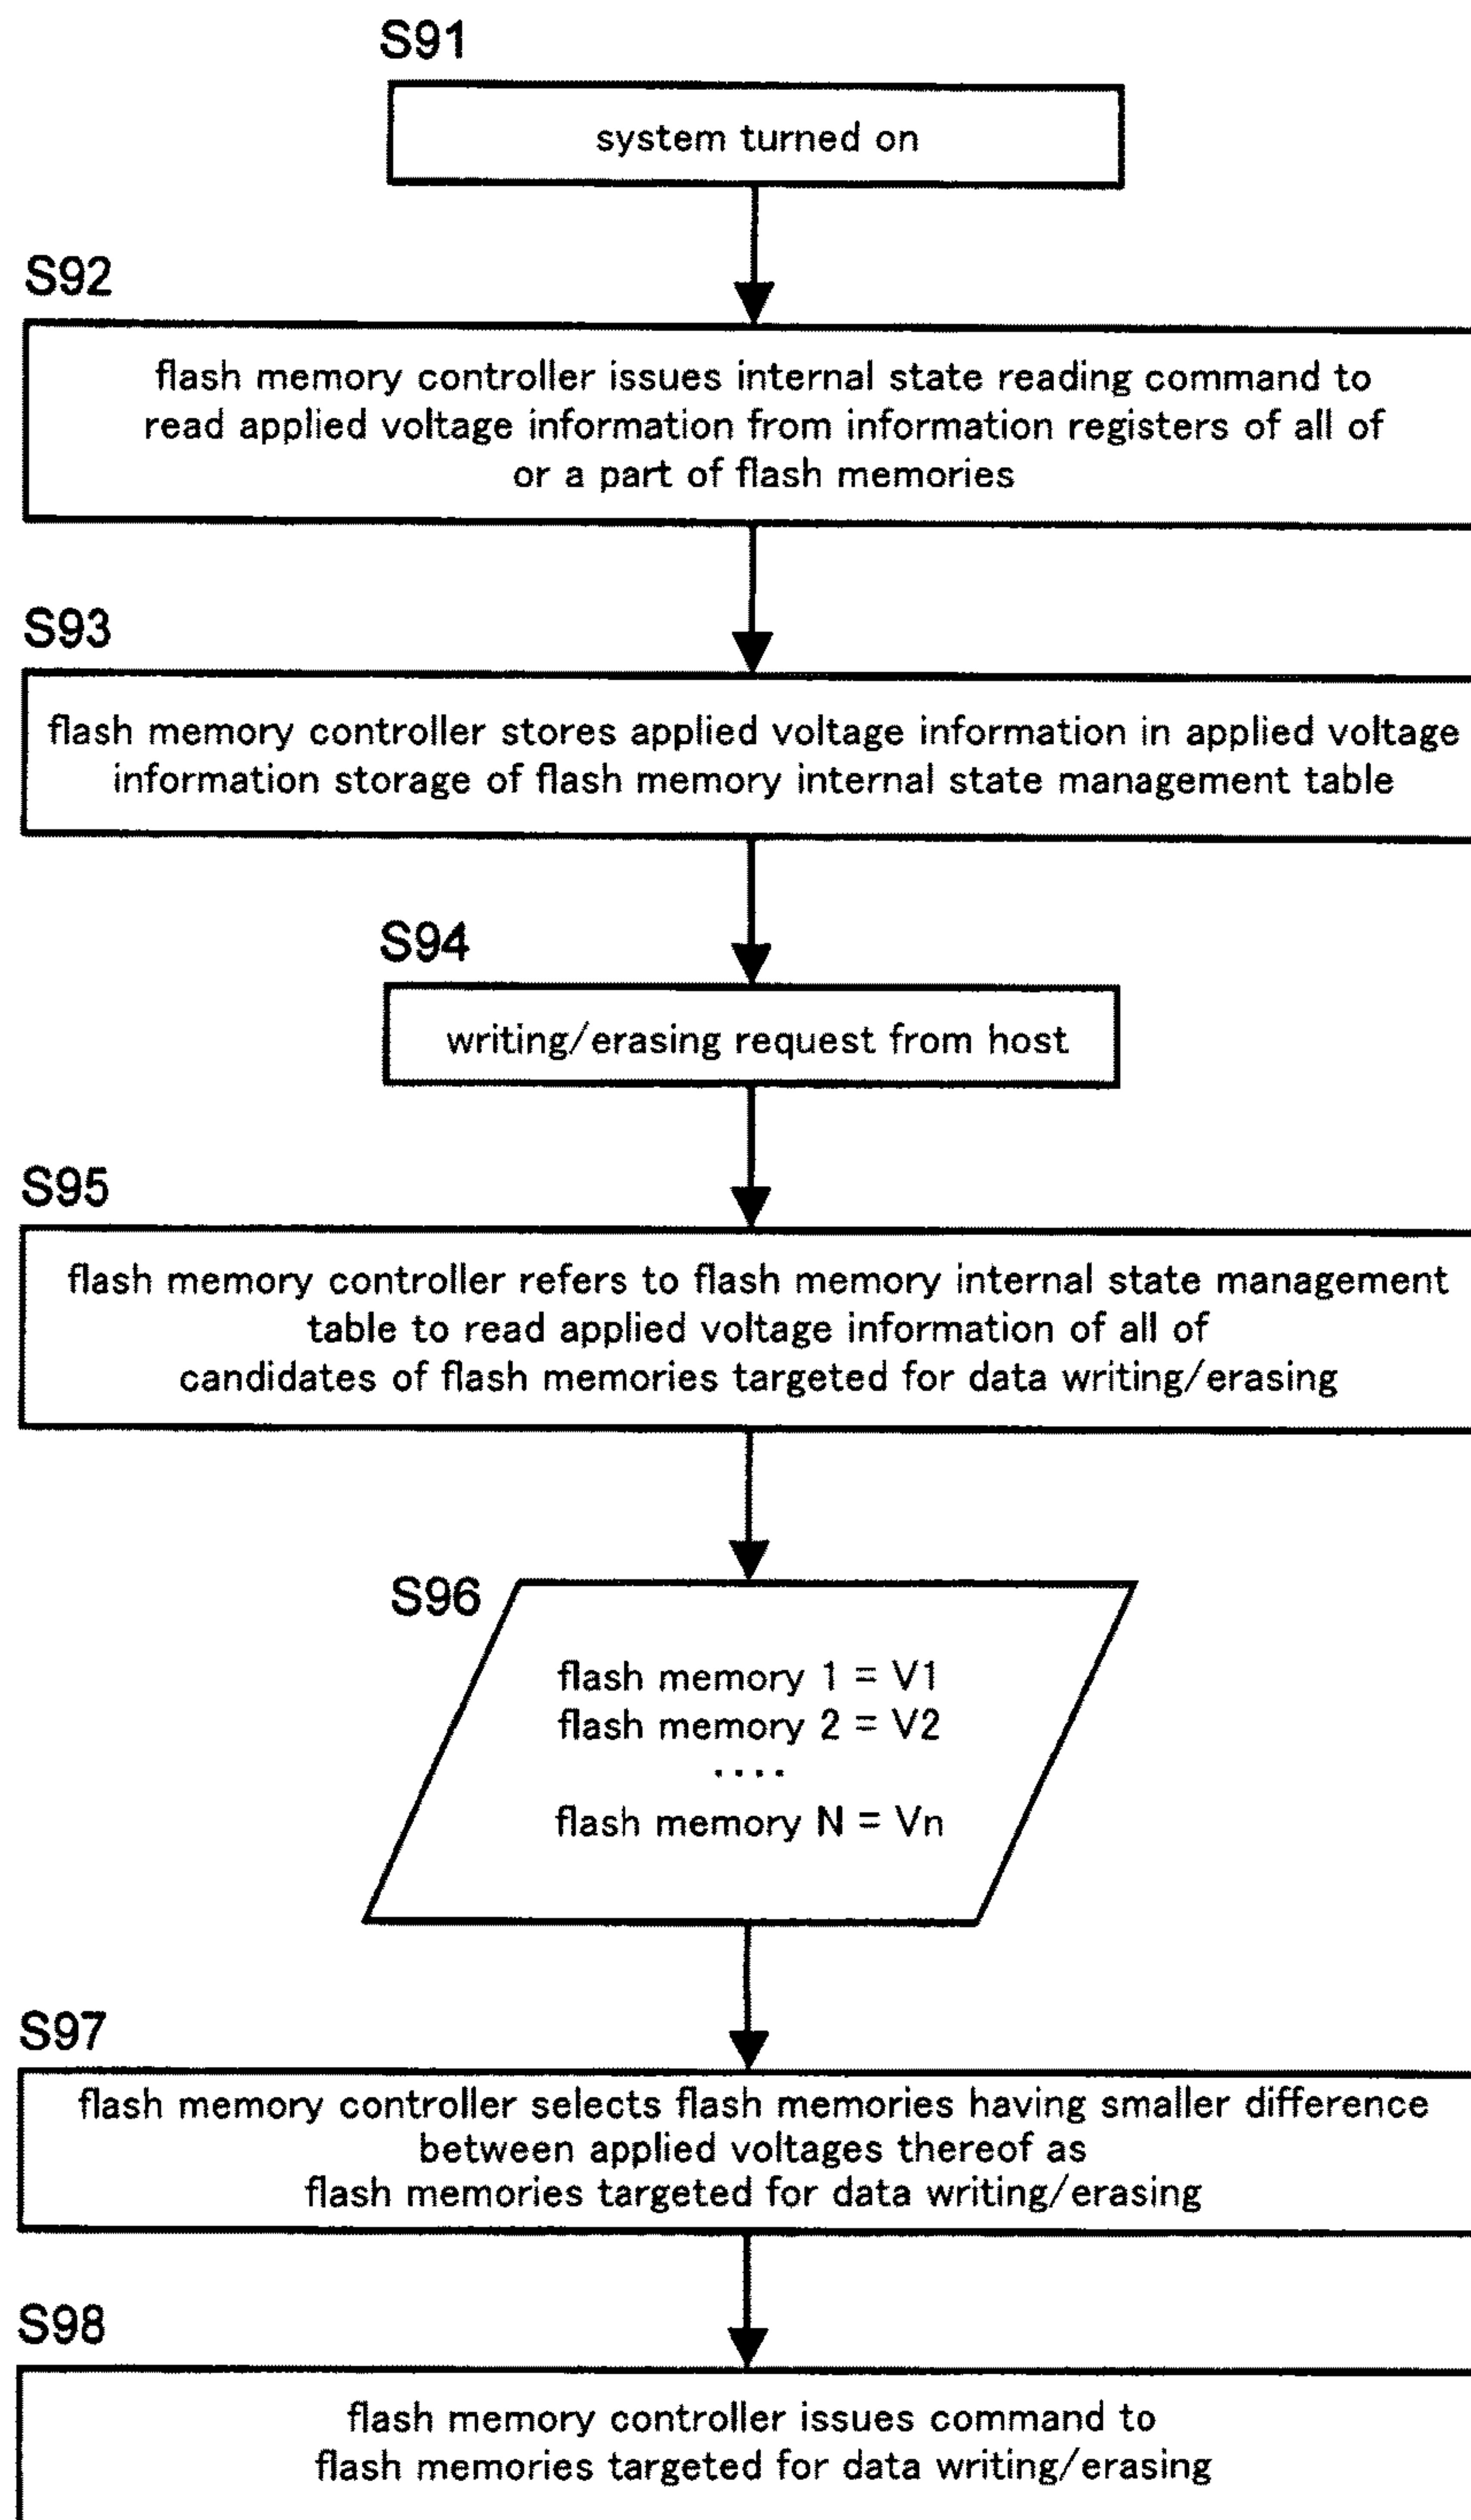 S91
system turned on
S92
flash memory controller issues internal state reading command to
read applied voltage information from information registers of all of
or a part of flash memories
S93
flash memory controller stores applied voltage information in applied voltage
information storage of flash memory internal state management table
S94
writing/erasing request from host
S95
flash memory controller refers to flash memory internal state management
table to read applied voltage information of all of
candidates of flash memories targeted for data writing/erasing
S96
flash memory 1 = V1
flash memory 2 = V2
････
flash memory N = Vn
S97
flash memory controller selects flash memories having smaller difference
between applied voltages thereof as
flash memories targeted for data writing/erasing
S98
flash memory controller issues command to
flash memories targeted for data writing/erasing